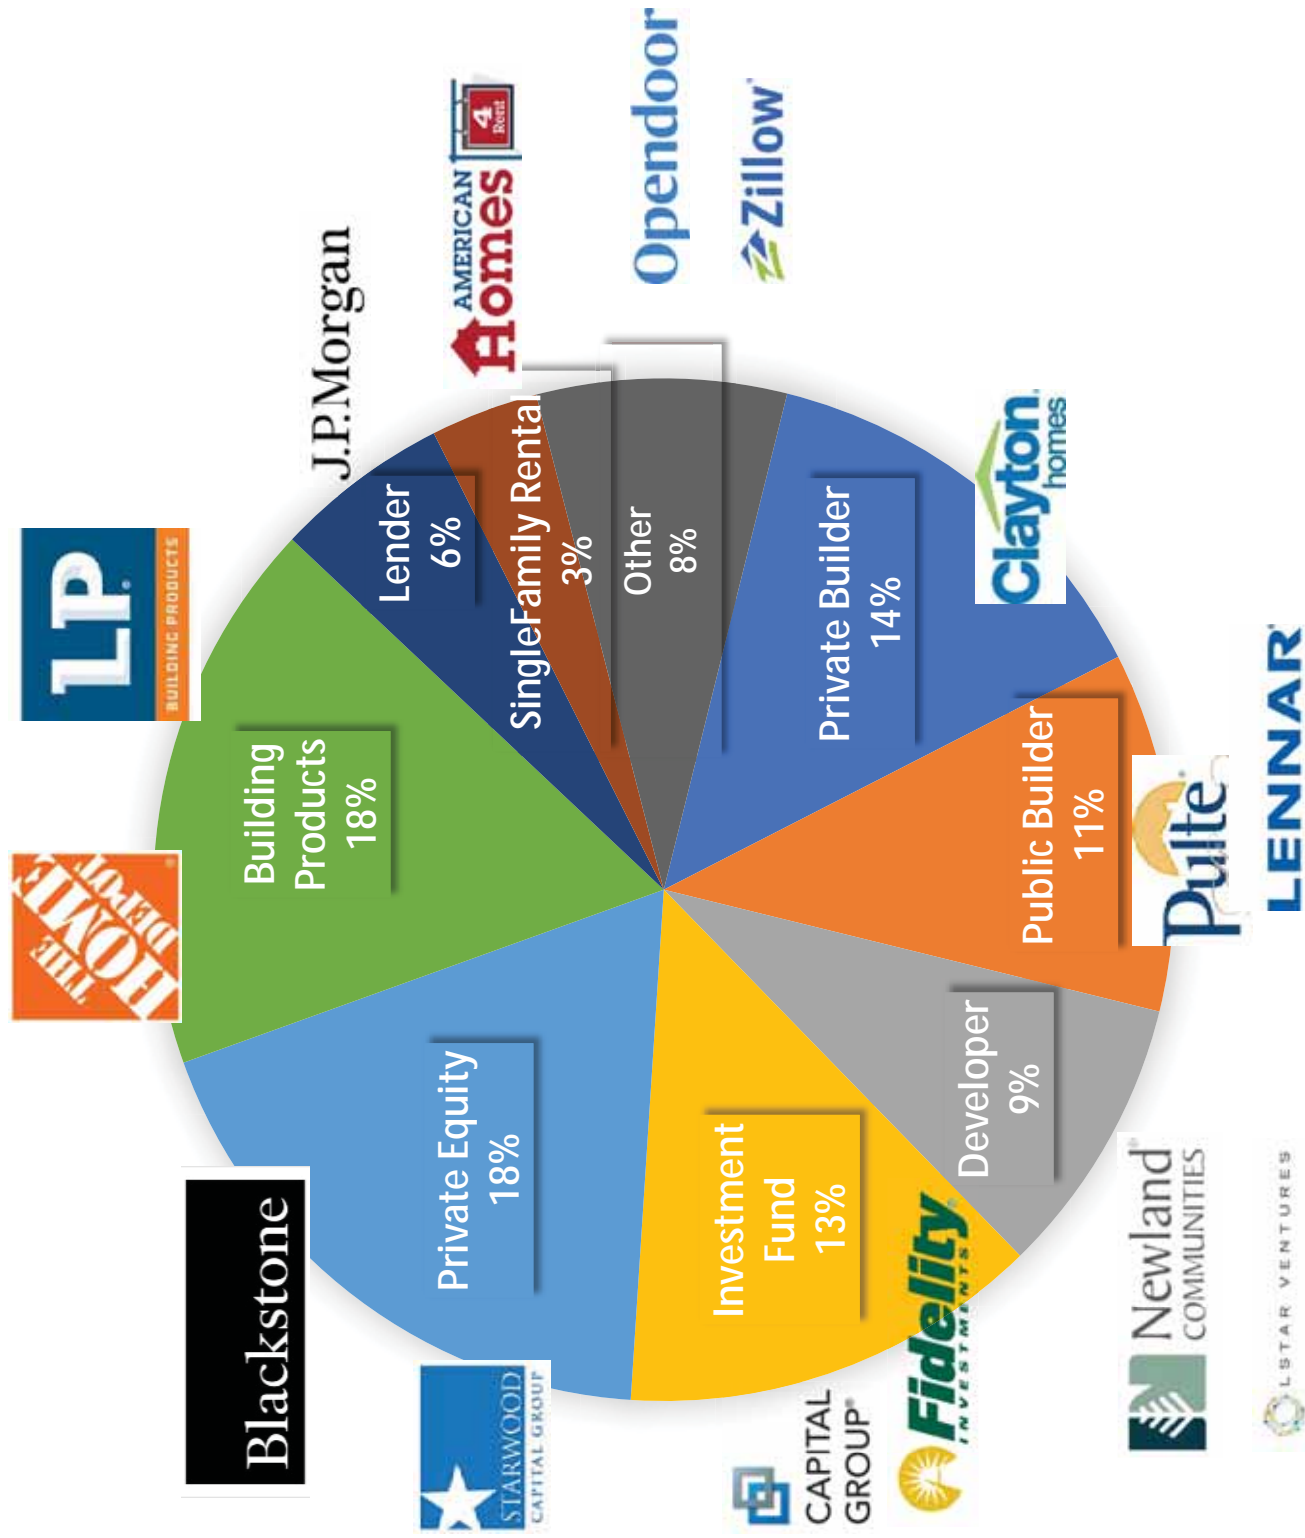 Opendoor
Zillow
AMERICAN
Homes
4
Rent
J.P.Morgan
Clayton
homes
Other
8%
SingleFamily Rental
3%
Lender
6%
Private Builder
14%
LP
BUILDING PRODUCTS
Building
Products
18%
Public Builder
11%
Pulte
LENNAR
THE
HOME
DEPOT
Private Equity
18%
Investment
Fund
13%
Developer
9%
Blackstone
STARWOOD
CAPITAL GROUP
CAPITAL
GROUP®
Fidelity
INVESTMENTS
Newland
COMMUNITIES
LSTAR VENTURES